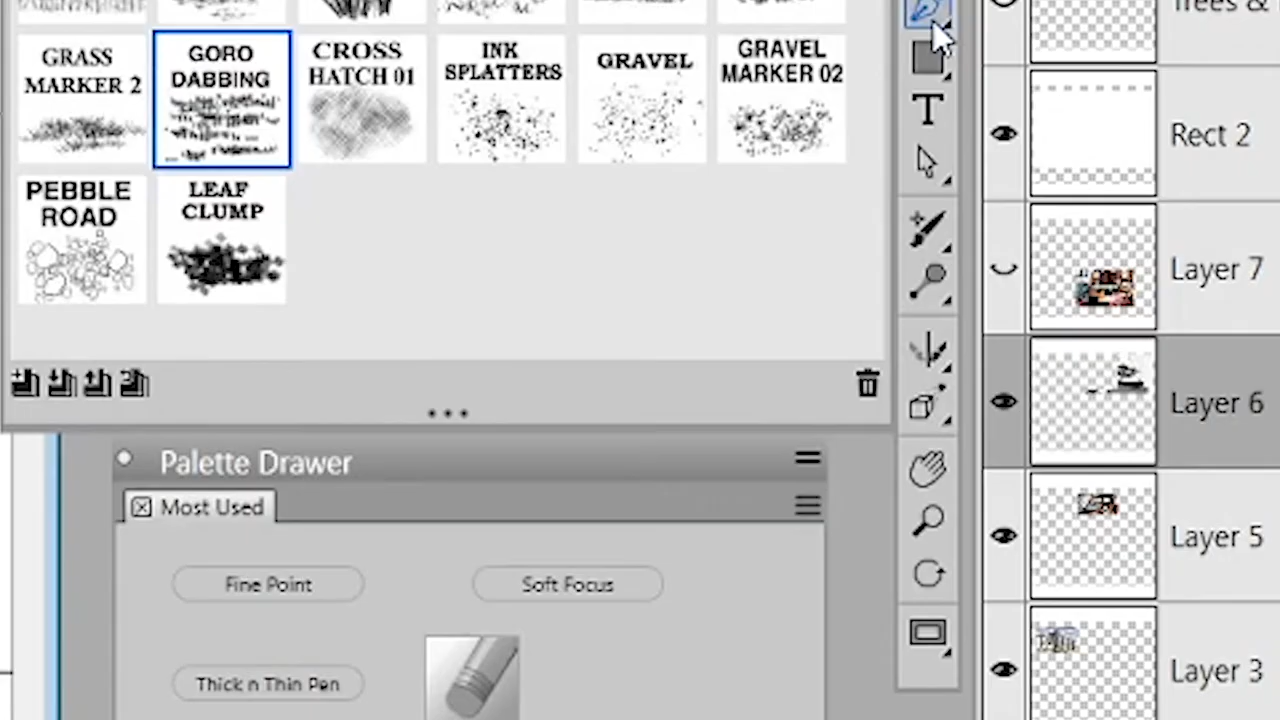 Trees &
GRASS
MARKER 2
GORO
DABBING
CROSS
HATCH 01
INK
SPLATTERS
GRAVEL
GRAVEL
MARKER 02
T
Rect 2
PEBBLE
ROAD
LEAF
CLUMP
Layer 7
Layer 6
Palette Drawer
Most Used
Layer 5
Fine Point
Soft Focus
Thick n Thin Pen
Layer 3